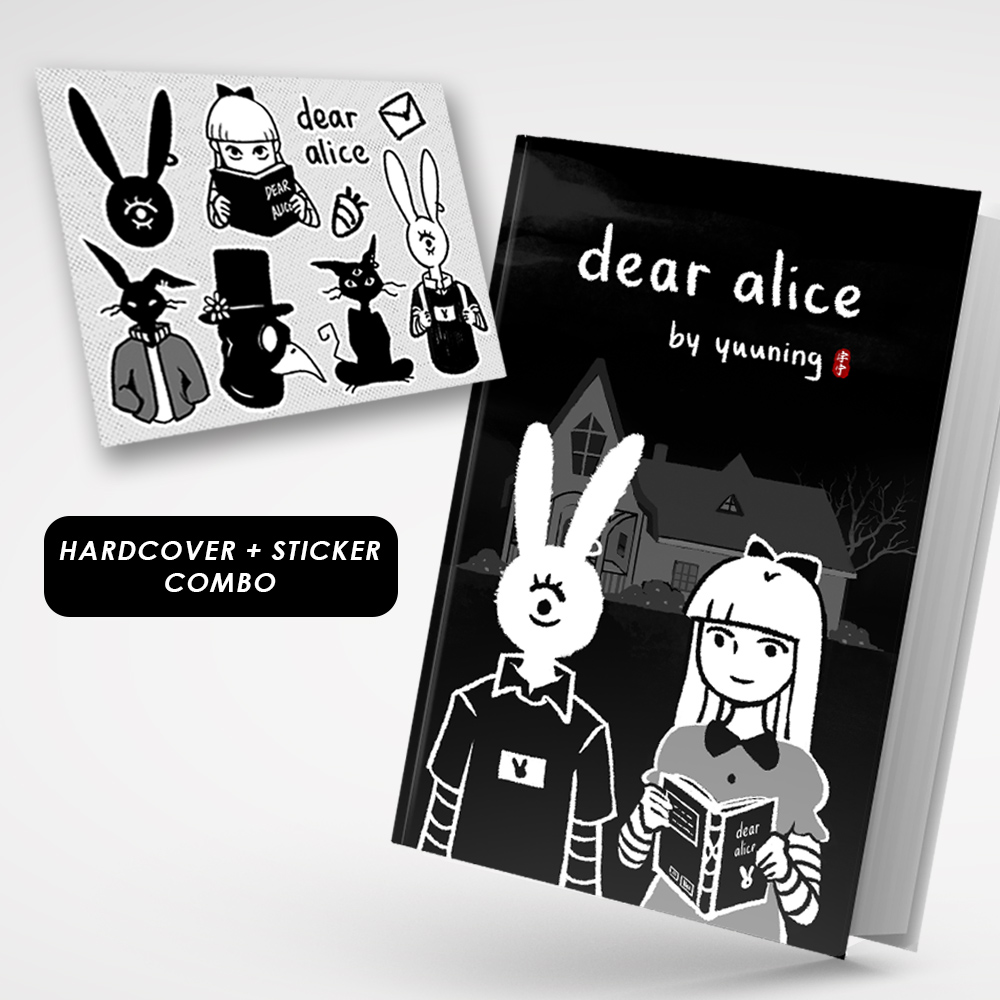 dear
alice
DEAR
ALICE
dear alice
by yuuning
HARDCOVER + STICKER
COMBO
dear
alice